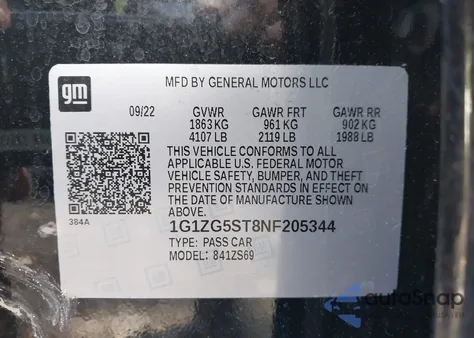 gm
MFD BY GENERAL MOTORS LLC
09/22 GVWR GAWR FRT GAWR RR
1863 KG 961 KG 902 KG
4107 LB 2119 LB 1988 LB
THIS VEHICLE CONFORMS TO ALL
APPLICABLE U.S. FEDERAL MOTOR
VEHICLE SAFETY, BUMPER, AND THEFT
PREVENTION STANDARDS IN EFFECT ON
THE DATE OF MANUFACTURE SHOWN
ABOVE.
384A
1G1ZG5ST8NF205344
TYPE: PASS CAR
MODEL: 841ZS69
autoSnap